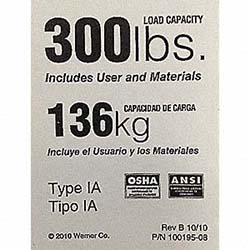 LOAD CAPACITY
300lbs.
Includes User and Materials
CAPACIDAD DE CARGA
136kg
Incluye el Usuario y los Materiales
Type IA
Tipo IA
OSHA
ANSI
© 2010 Werner Co.
Rev B 10/10
P/N 100195-08